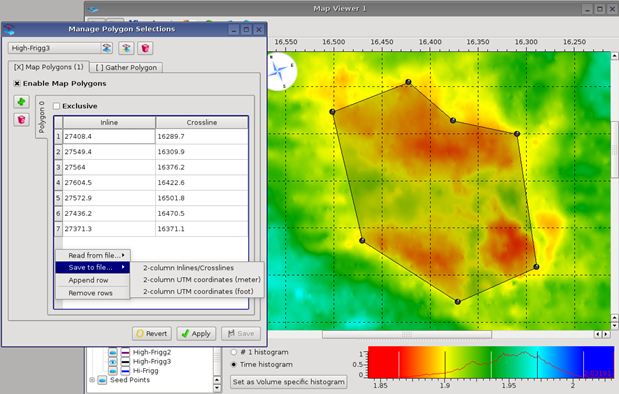 Map Viewer 1
Manage Polygon Selections
High-Frigg3
[X] Map Polygons (1)
[ ] Gather Polygon
Enable Map Polygons
Polygon 0
Exclusive
Inline Crossline
1 27408.4 16289.7
2 27549.4 16309.9
3 27564 16376.2
4 27604.5 16422.6
5 27572.9 16501.8
6 27436.2 16470.5
7 27371.3 16371.1
Read from file...
Save to file...
Append row
Remove rows
2-column Inlines/Crosslines
2-column UTM coordinates (meter)
2-column UTM coordinates (foot)
Revert Apply Save
16,550 16,500 16,450 16,400 16,350 16,300 16,250
E
S
High-Frigg2
High-Frigg3
Hi-Frigg
Seed Points
# 1 histogram
Time histogram
Set as Volume specific histogram
1
0.5
0
1.85 1.9 1.95 2 2.05